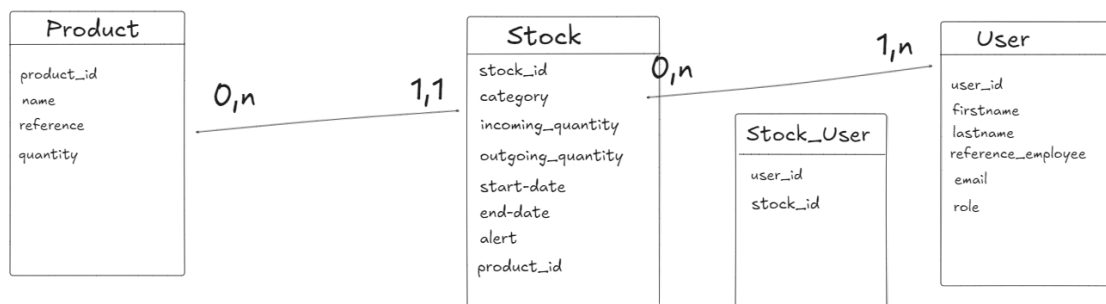 Product
product_id
name
reference
quantity
0,n
1,1
Stock
stock_id
category
incoming_quantity
outgoing_quantity
start-date
end-date
alert
product_id
0,n
1,n
Stock_User
user_id
stock_id
User
user_id
firstname
lastname
reference_employee
email
role